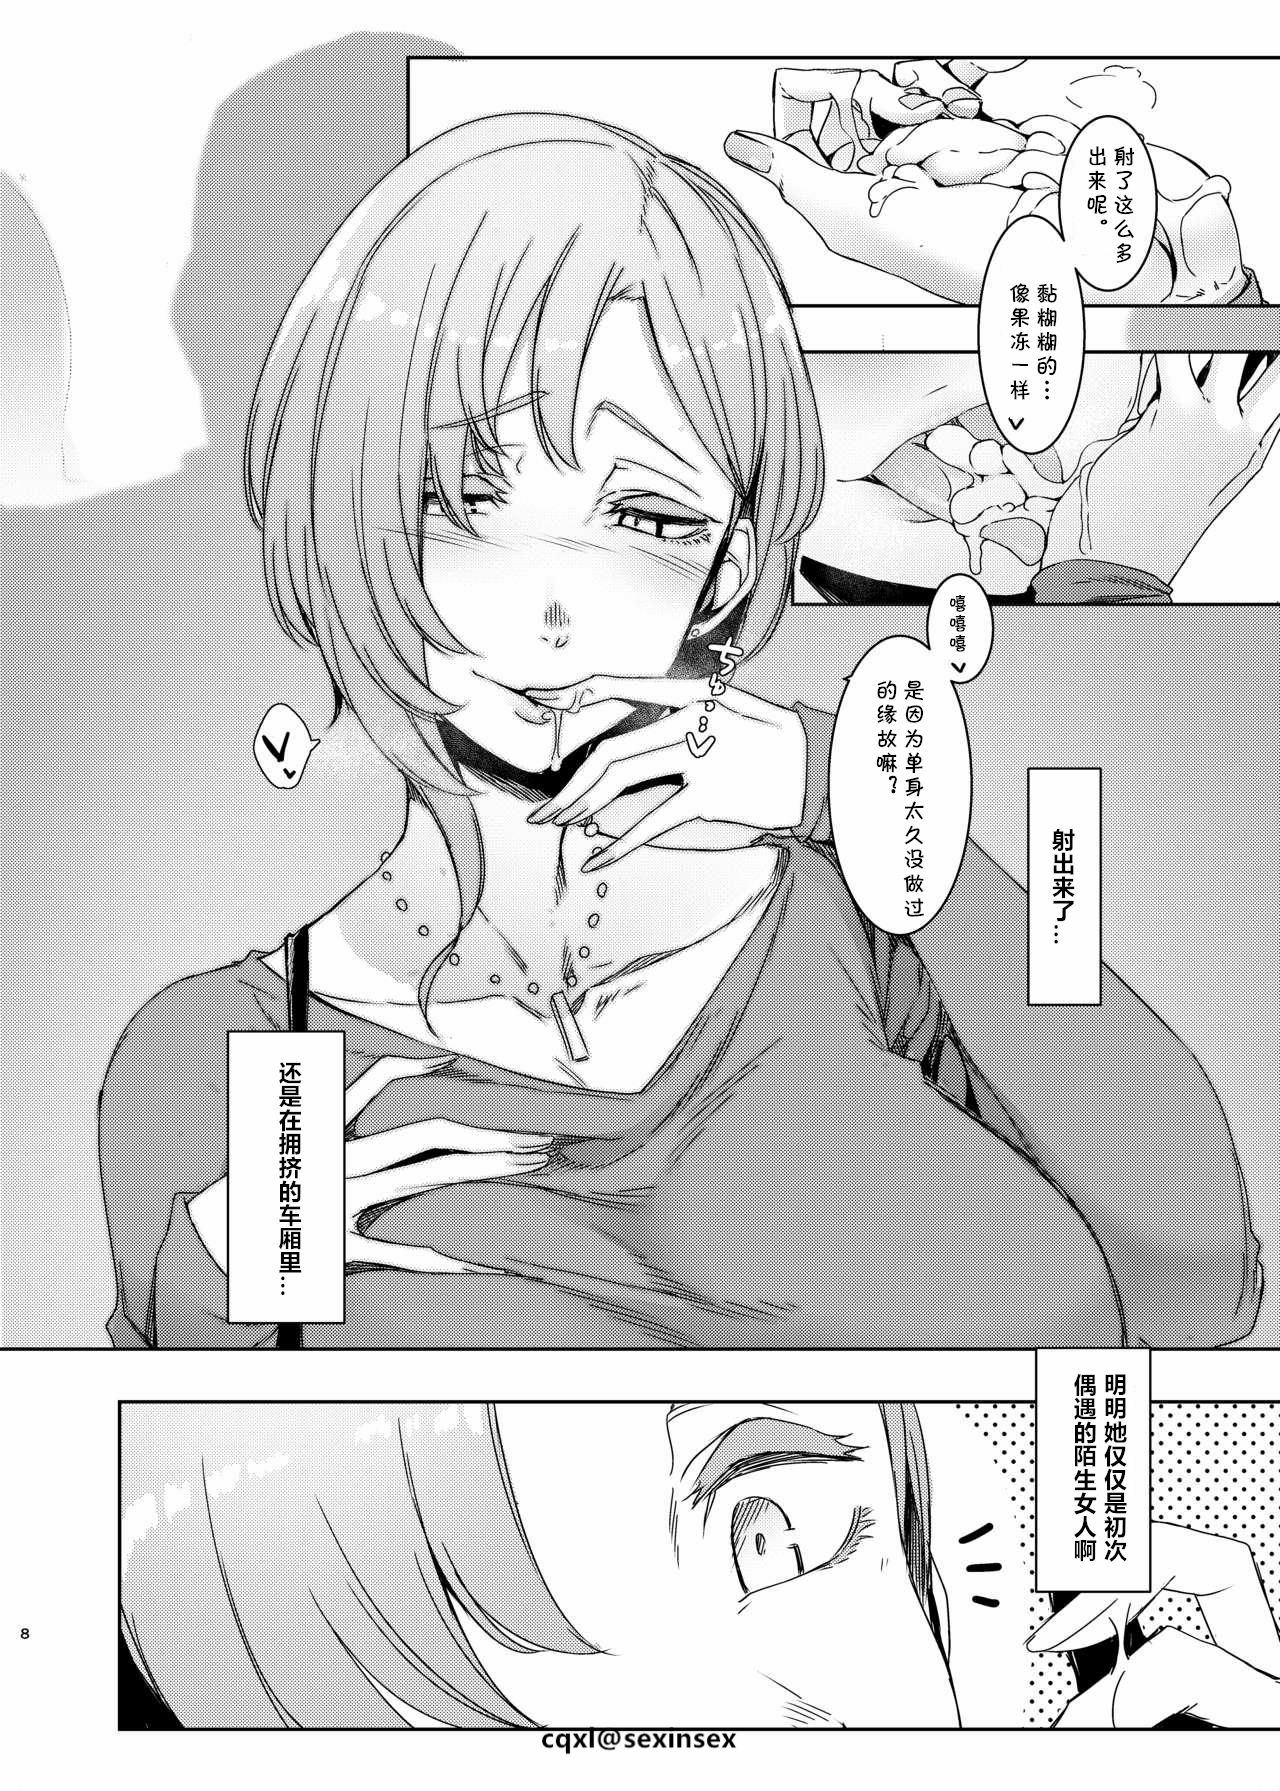 射了这么多
出来呢。
黏糊糊的…
像果冻一样
嘻嘻嘻
是因为单身太久没做过
的缘故嘛？
ちゅ
射出来了…
还是在拥挤的车厢里…
明明她仅仅是初次
偶遇的陌生女人啊
8
cqxl@sexinsex